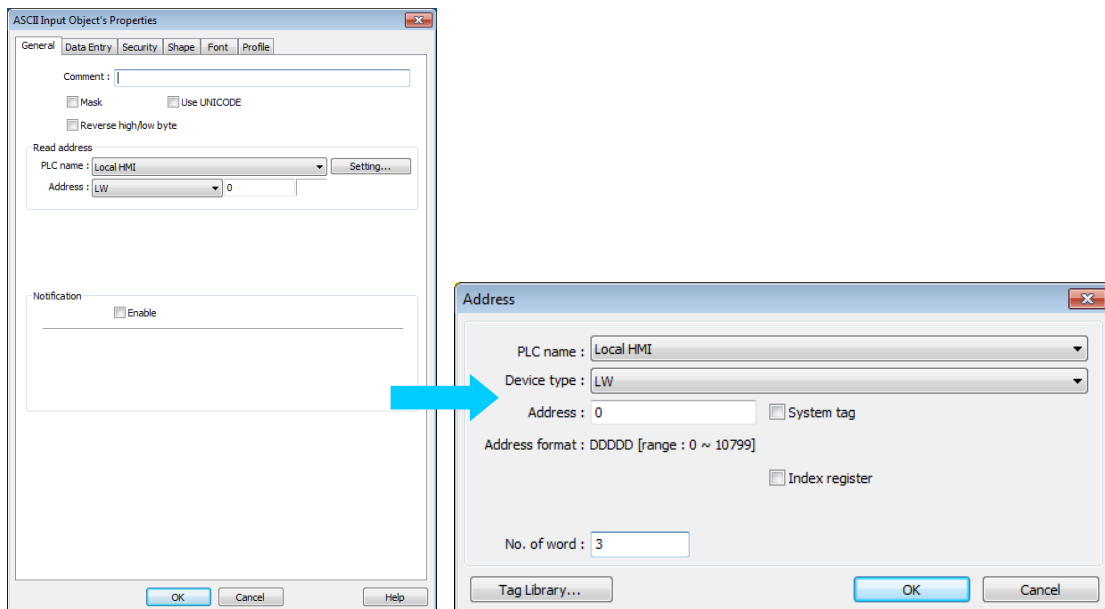 ASCII Input Object's Properties
General Data Entry Security Shape Font Profile
Comment :
Mask Use UNICODE
Reverse high/low byte
Read address
PLC name : Local HMI Setting...
Address : LW 0
Notification
Enable
OK Cancel Help
Address
PLC name : Local HMI
Device type : LW
Address : 0 System tag
Address format : DDDDD [range : 0 ~ 10799]
Index register
No. of word : 3
Tag Library... OK Cancel